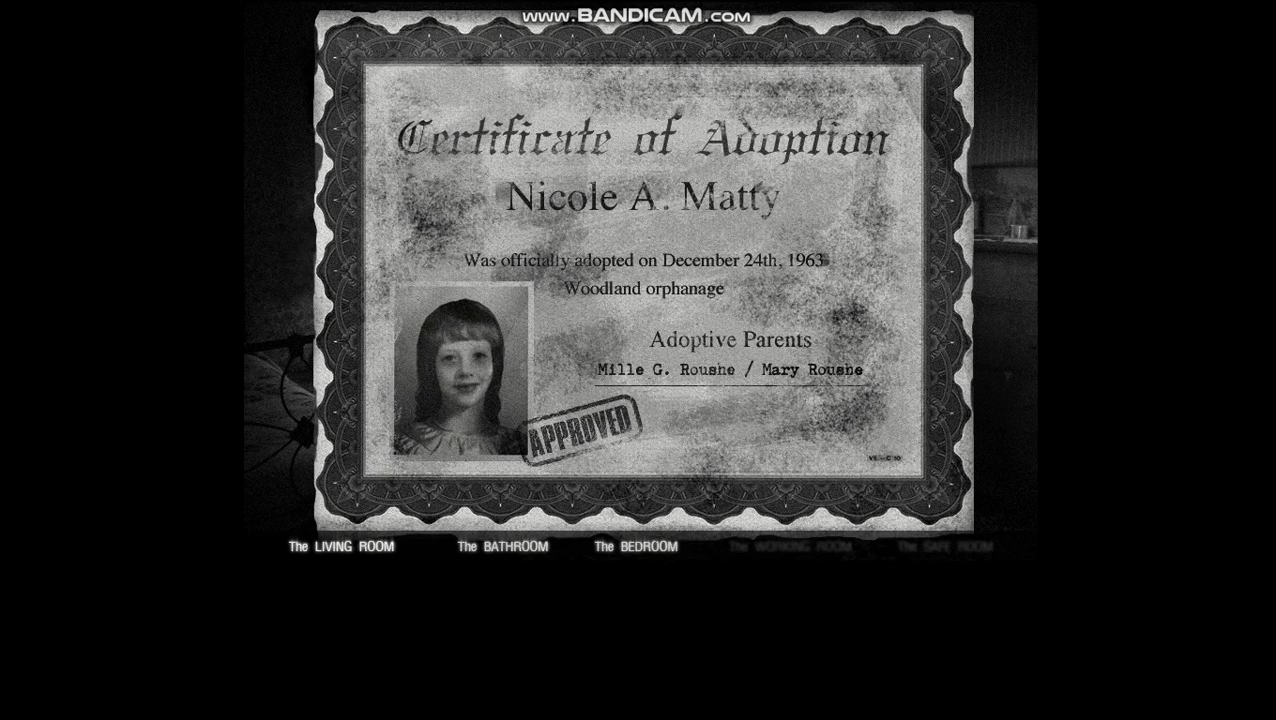 www.BANDICAM.com
Certificate of Adoption
Nicole A. Matty
Was officially adopted on December 24th, 1963
Woodland orphanage
Adoptive Parents
Mille G. Roushe / Mary Roushe
APPROVED
The LIVING ROOM
The BATHROOM
The BEDROOM
The WORKING ROOM
The SAFE ROOM